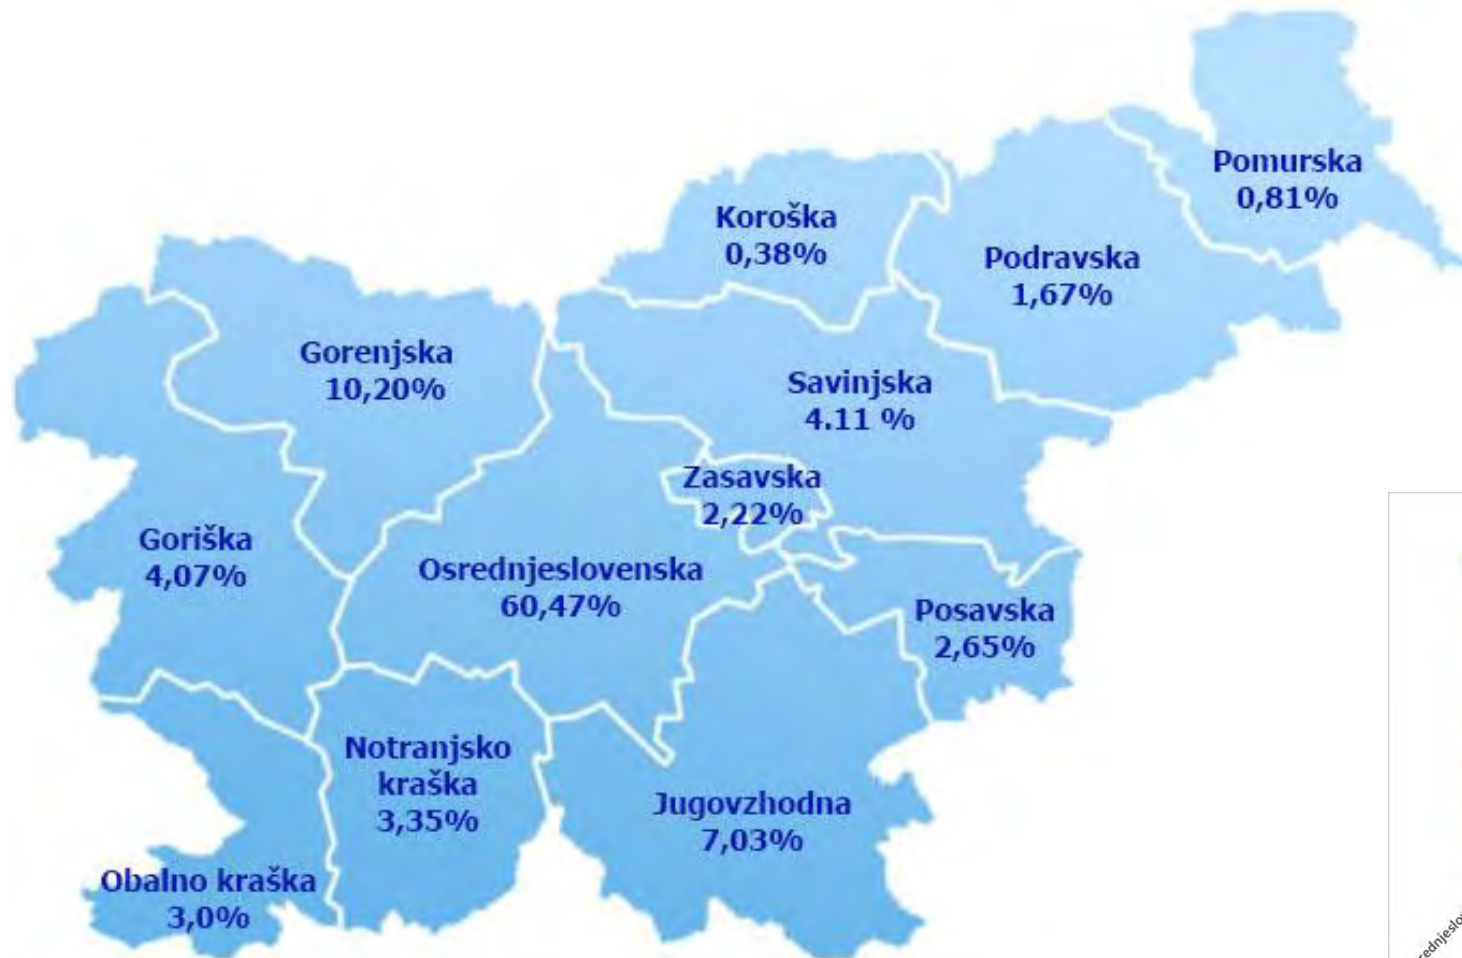 Pomurska
0,81%
Koroška
0,38%
Podravska
1,67%
Gorenjska
10,20%
Savinjska
4.11 %
Zasavska
2,22%
Goriška
4,07%
Osrednjeslovenska
60,47%
Posavska
2,65%
Notranjsko
kraška
3,35%
Jugovzhodna
7,03%
Obalno kraška
3,0%